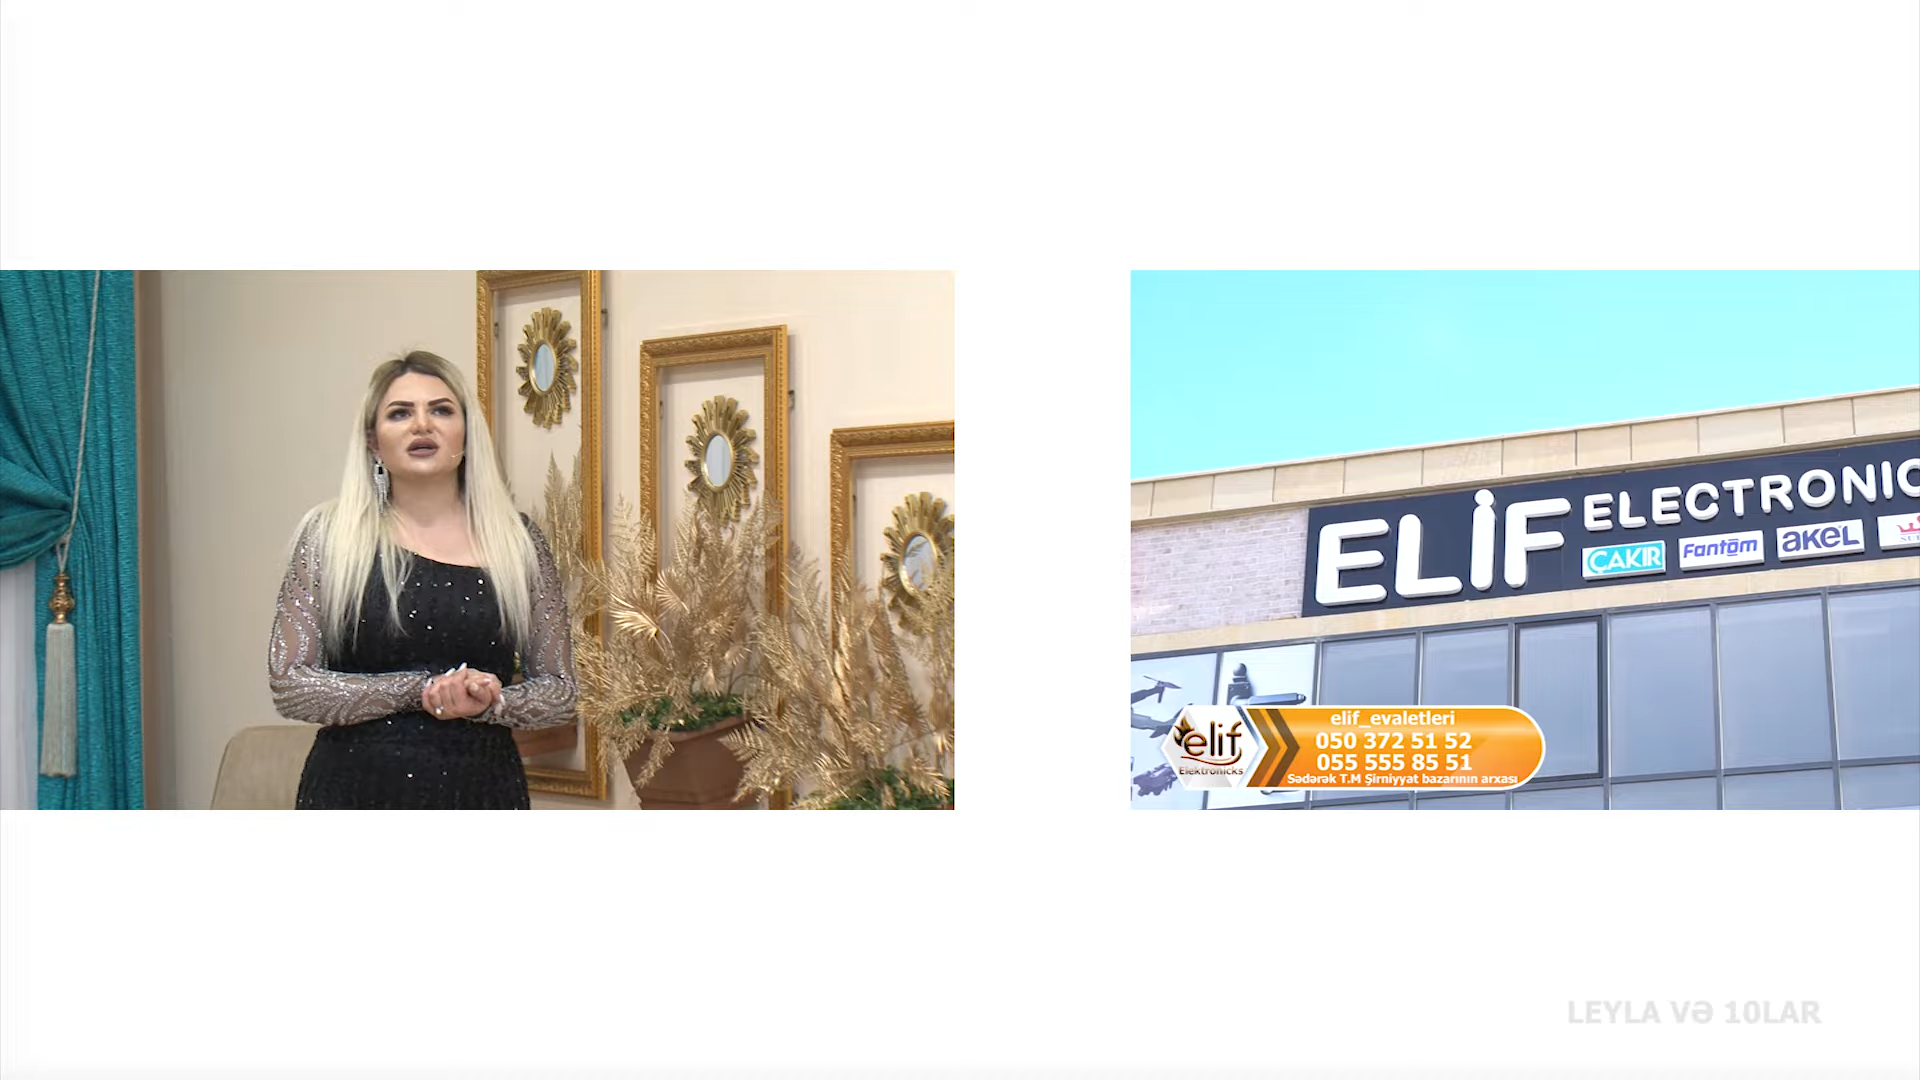 ELİF ELECTRONIC
ÇAKIR Fantom AKEL
elif
Elektronicks
elif_evaletleri
050 372 51 52
055 555 85 51
Sədərək T.M Şirniyyat bazarının arxası
LEYLA VƏ 10LAR